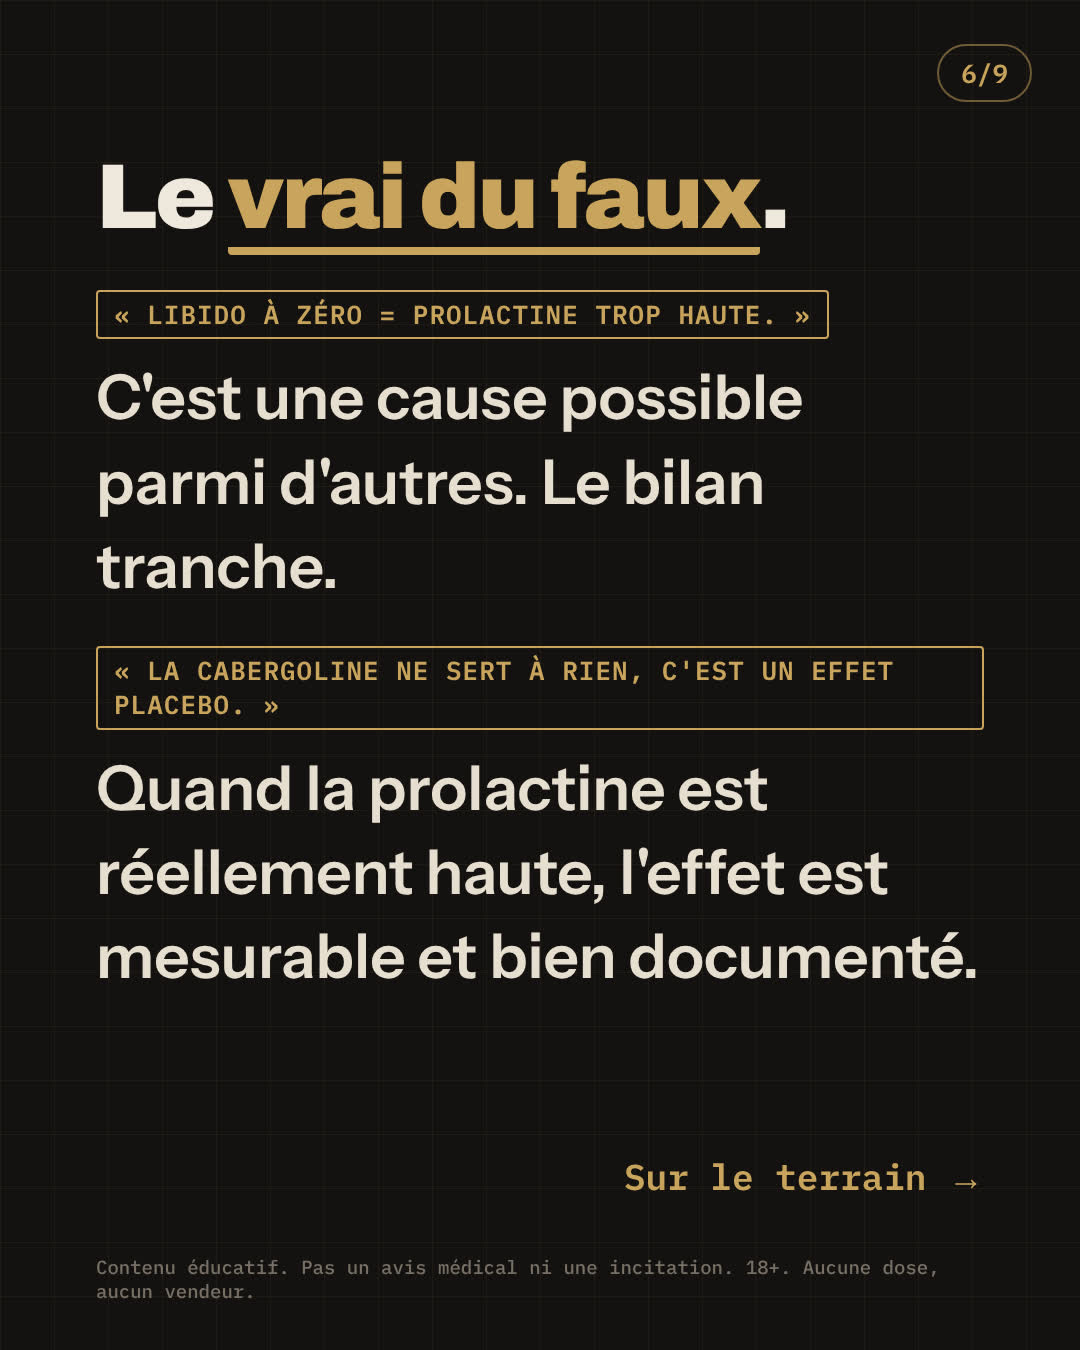 6/9
Le vrai du faux.
« LIBIDO À ZÉRO = PROLACTINE TROP HAUTE. »
C'est une cause possible
parmi d'autres. Le bilan
tranche.
« LA CABERGOLINE NE SERT À RIEN, C'EST UN EFFET
PLACEBO. »
Quand la prolactine est
réellement haute, l'effet est
mesurable et bien documenté.
Sur le terrain →
Contenu éducatif. Pas un avis médical ni une incitation. 18+. Aucune dose,
aucun vendeur.